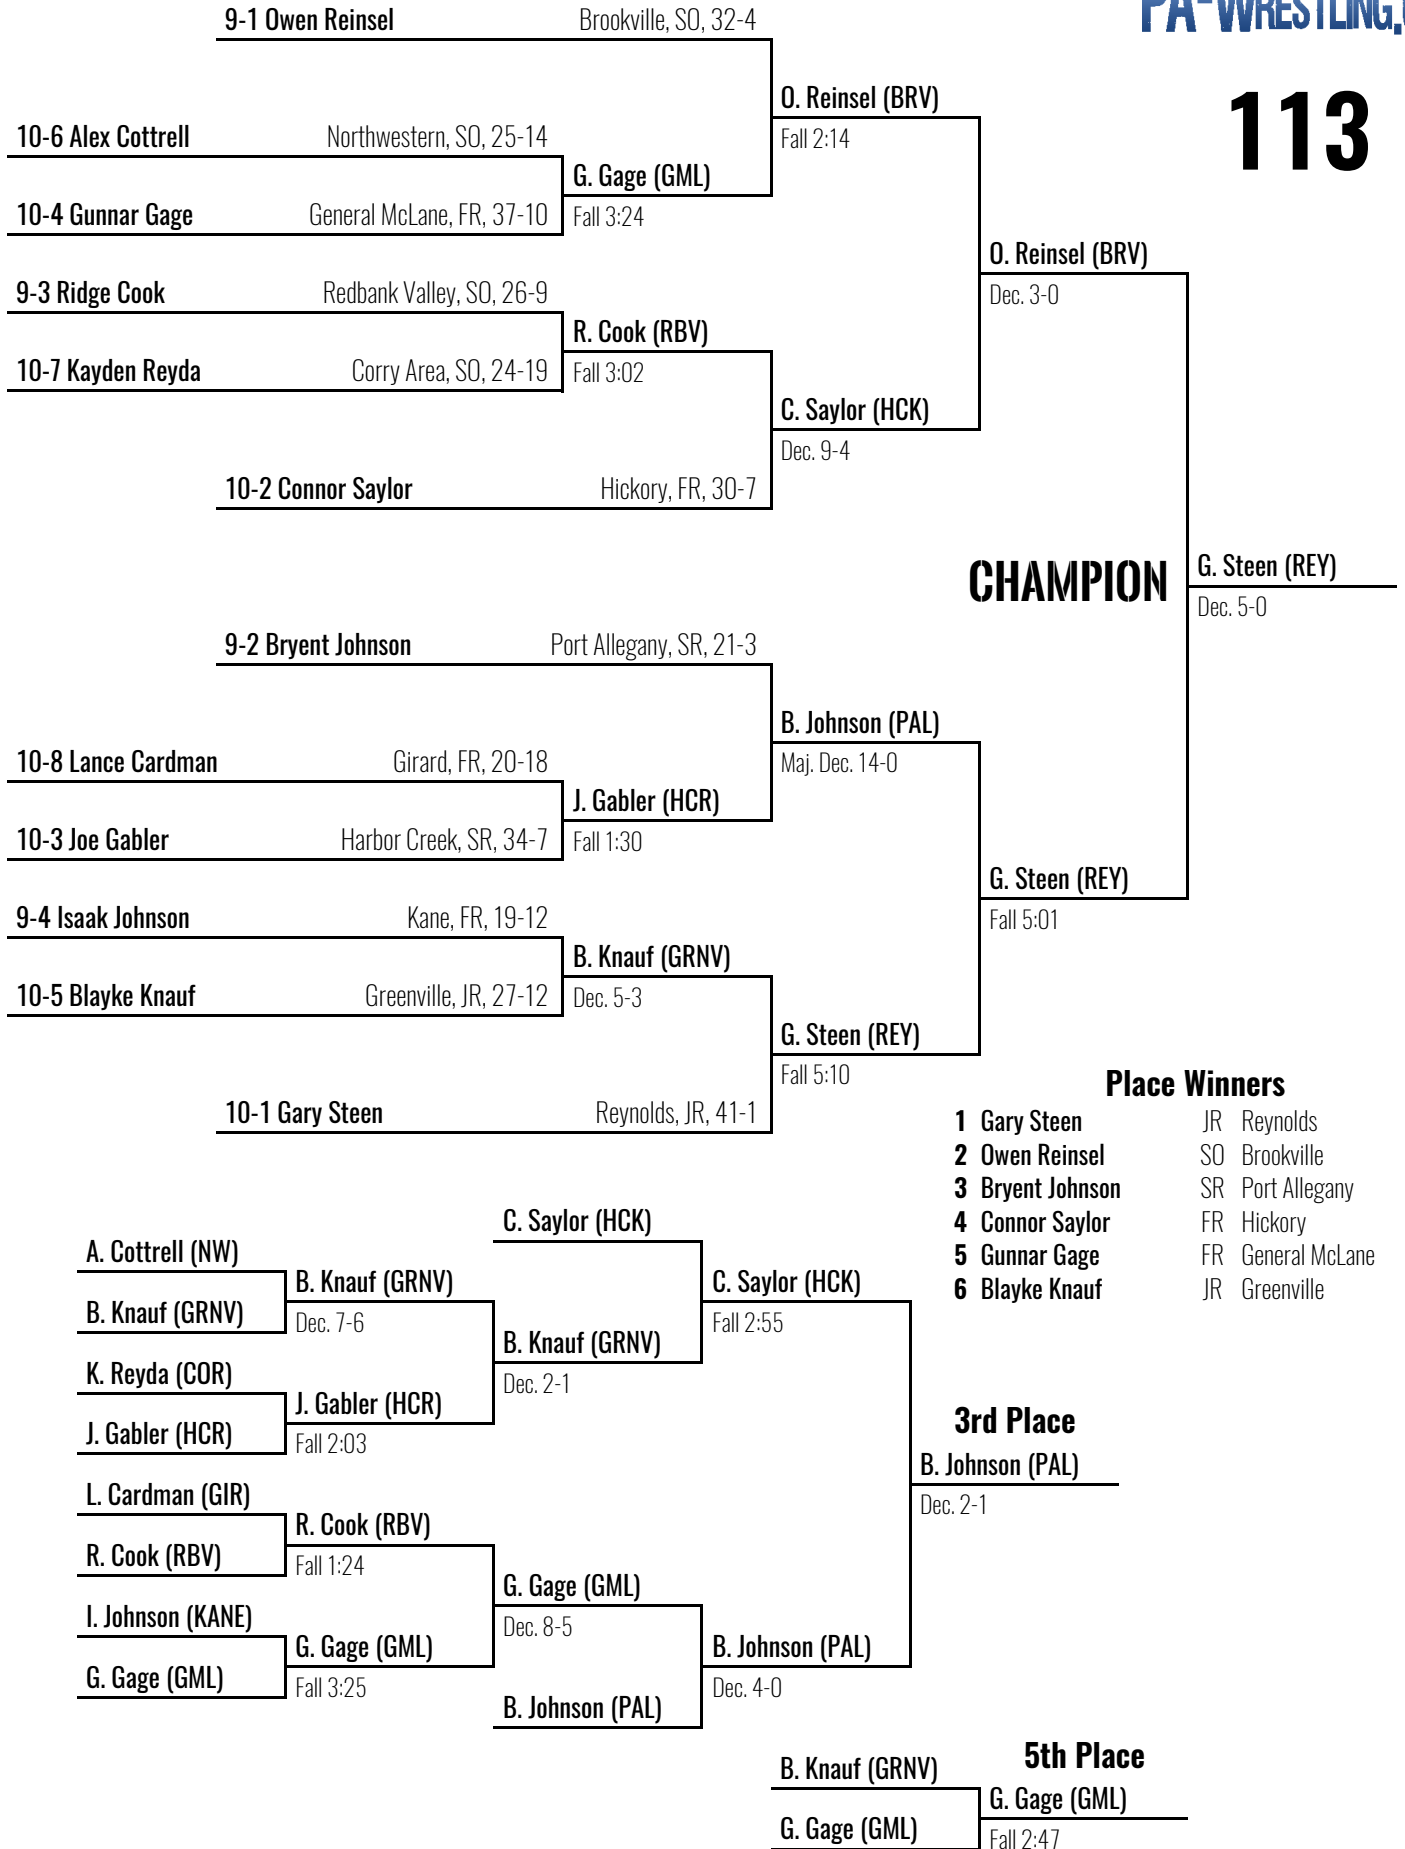 PA-WRESTLING.
113
9-1 Owen Reinsel Brookville, SO, 32-4
O. Reinsel (BRV)
Fall 2:14
10-6 Alex Cottrell Northwestern, SO, 25-14
G. Gage (GML)
10-4 Gunnar Gage General McLane, FR, 37-10
Fall 3:24
O. Reinsel (BRV)
Dec. 3-0
9-3 Ridge Cook Redbank Valley, SO, 26-9
R. Cook (RBV)
10-7 Kayden Reyda Corry Area, SO, 24-19
Fall 3:02
C. Saylor (HCK)
Dec. 9-4
10-2 Connor Saylor Hickory, FR, 30-7
CHAMPION
G. Steen (REY)
Dec. 5-0
9-2 Bryent Johnson Port Allegany, SR, 21-3
B. Johnson (PAL)
Maj. Dec. 14-0
10-8 Lance Cardman Girard, FR, 20-18
J. Gabler (HCR)
10-3 Joe Gabler Harbor Creek, SR, 34-7
Fall 1:30
G. Steen (REY)
Fall 5:01
9-4 Isaak Johnson Kane, FR, 19-12
B. Knauf (GRNV)
10-5 Blayke Knauf Greenville, JR, 27-12
Dec. 5-3
G. Steen (REY)
Fall 5:10
10-1 Gary Steen Reynolds, JR, 41-1
Place Winners
1 Gary Steen JR Reynolds
2 Owen Reinsel SO Brookville
3 Bryent Johnson SR Port Allegany
4 Connor Saylor FR Hickory
5 Gunnar Gage FR General McLane
6 Blayke Knauf JR Greenville
C. Saylor (HCK)
A. Cottrell (NW)
B. Knauf (GRNV)
C. Saylor (HCK)
B. Knauf (GRNV)
Dec. 7-6
Fall 2:55
B. Knauf (GRNV)
K. Reyda (COR)
Dec. 2-1
J. Gabler (HCR)
J. Gabler (HCR)
Fall 2:03
3rd Place
B. Johnson (PAL)
Dec. 2-1
L. Cardman (GIR)
R. Cook (RBV)
R. Cook (RBV)
Fall 1:24
G. Gage (GML)
I. Johnson (KANE)
Dec. 8-5
G. Gage (GML)
B. Johnson (PAL)
G. Gage (GML)
Fall 3:25
Dec. 4-0
B. Johnson (PAL)
5th Place
B. Knauf (GRNV)
G. Gage (GML)
G. Gage (GML)
Fall 2:47